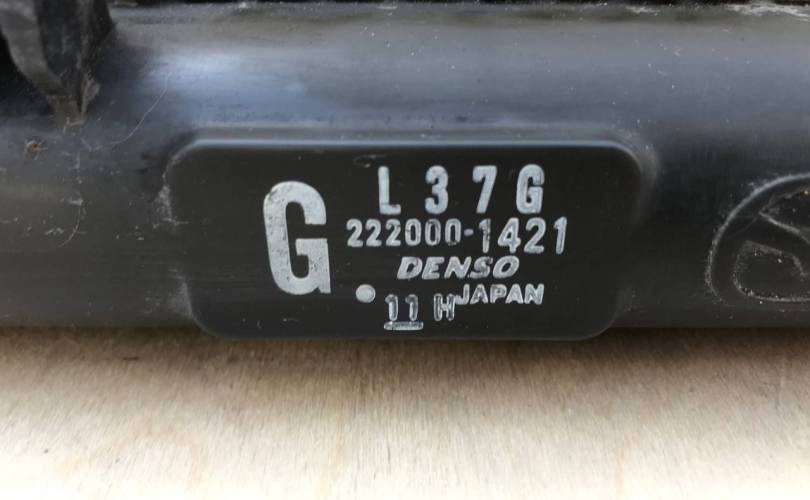 L37G
G
222000-1421
DENSO
JAPAN
11 H